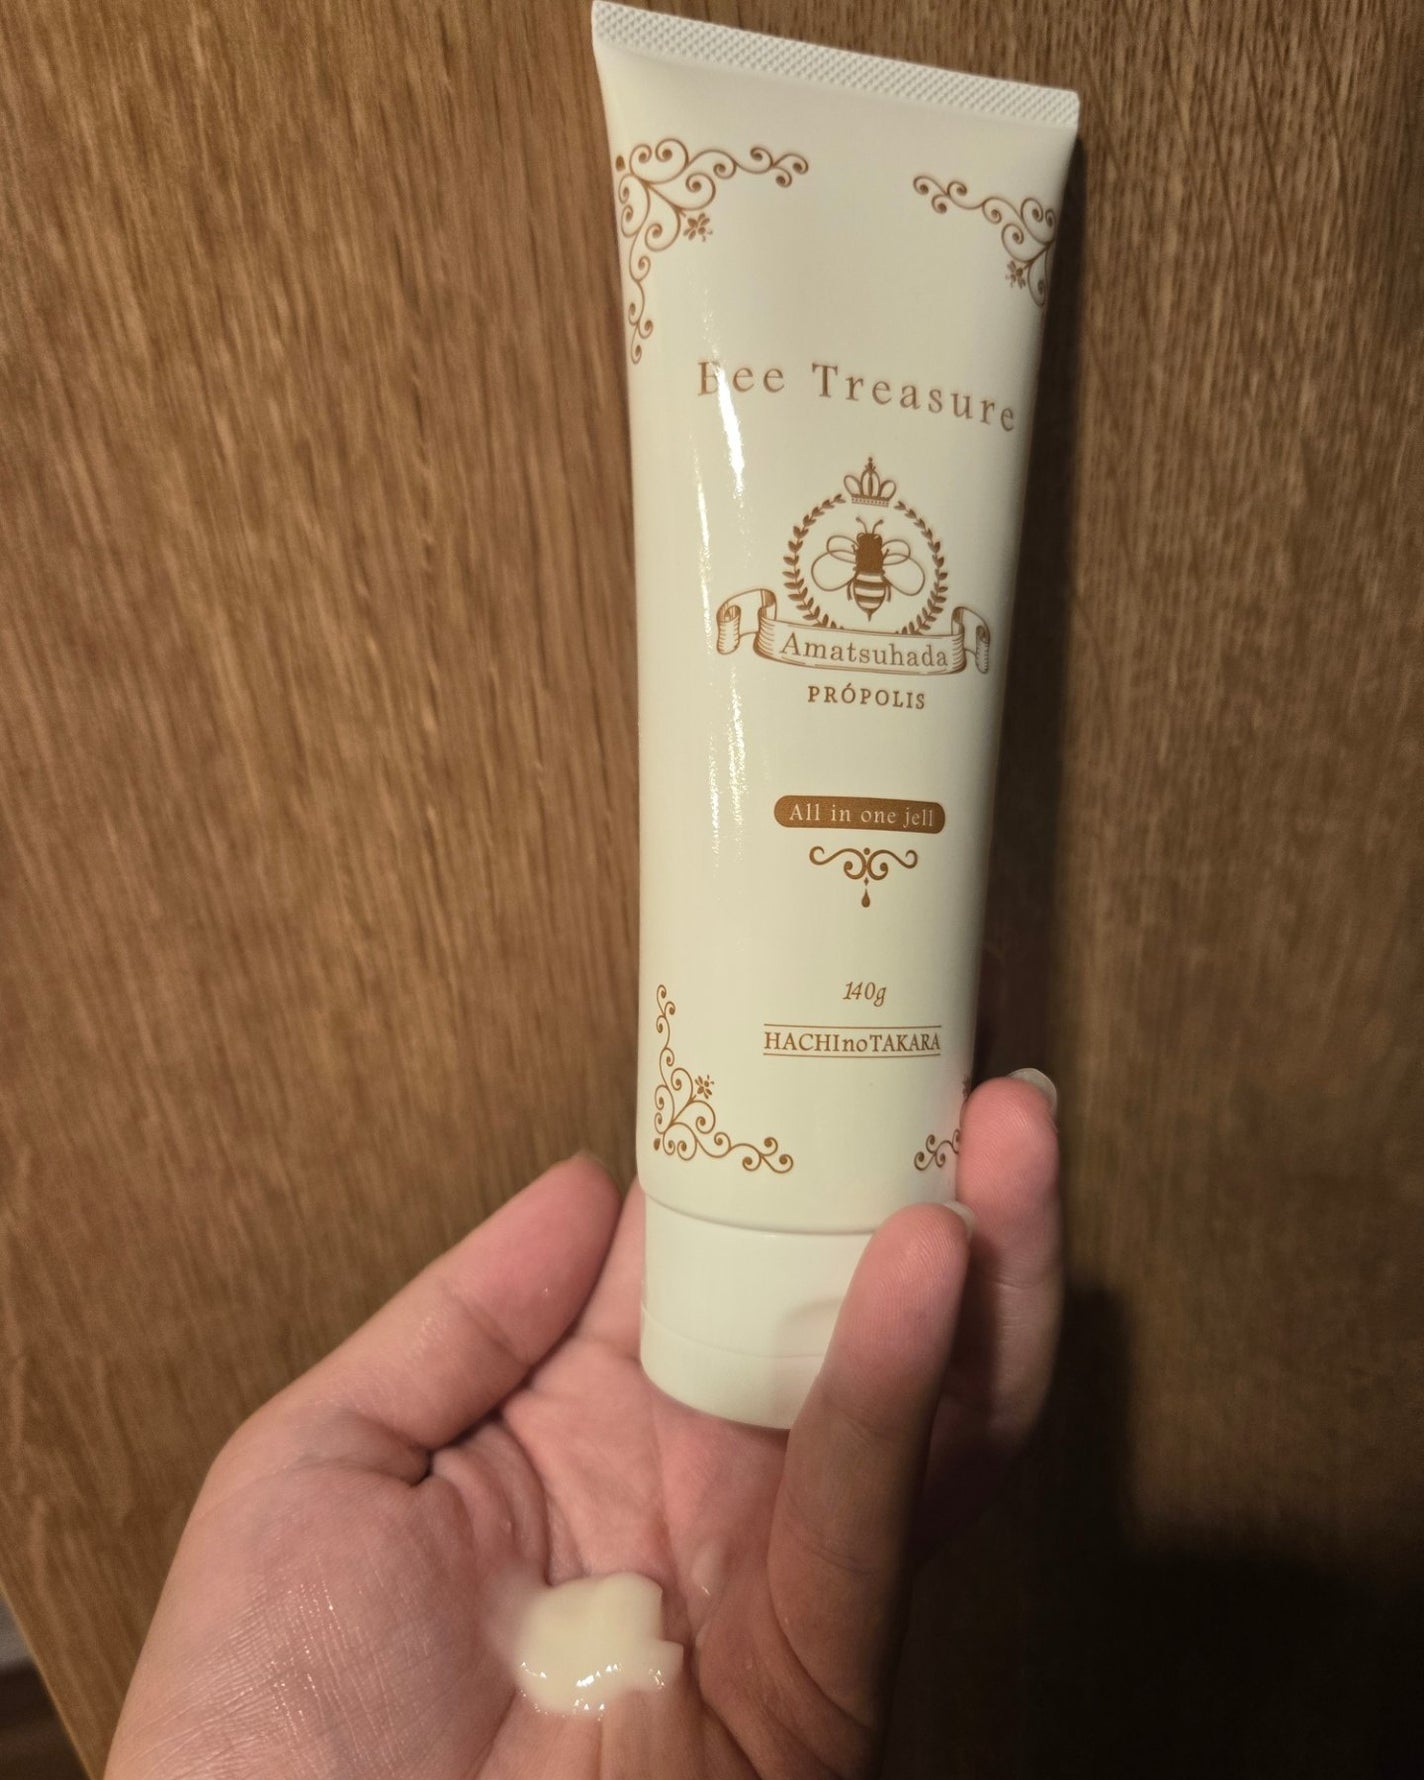 Bee Treasure
Amatsuhada
PRÓPOLIS
All in one jell
140g
HACHInoTAKARA